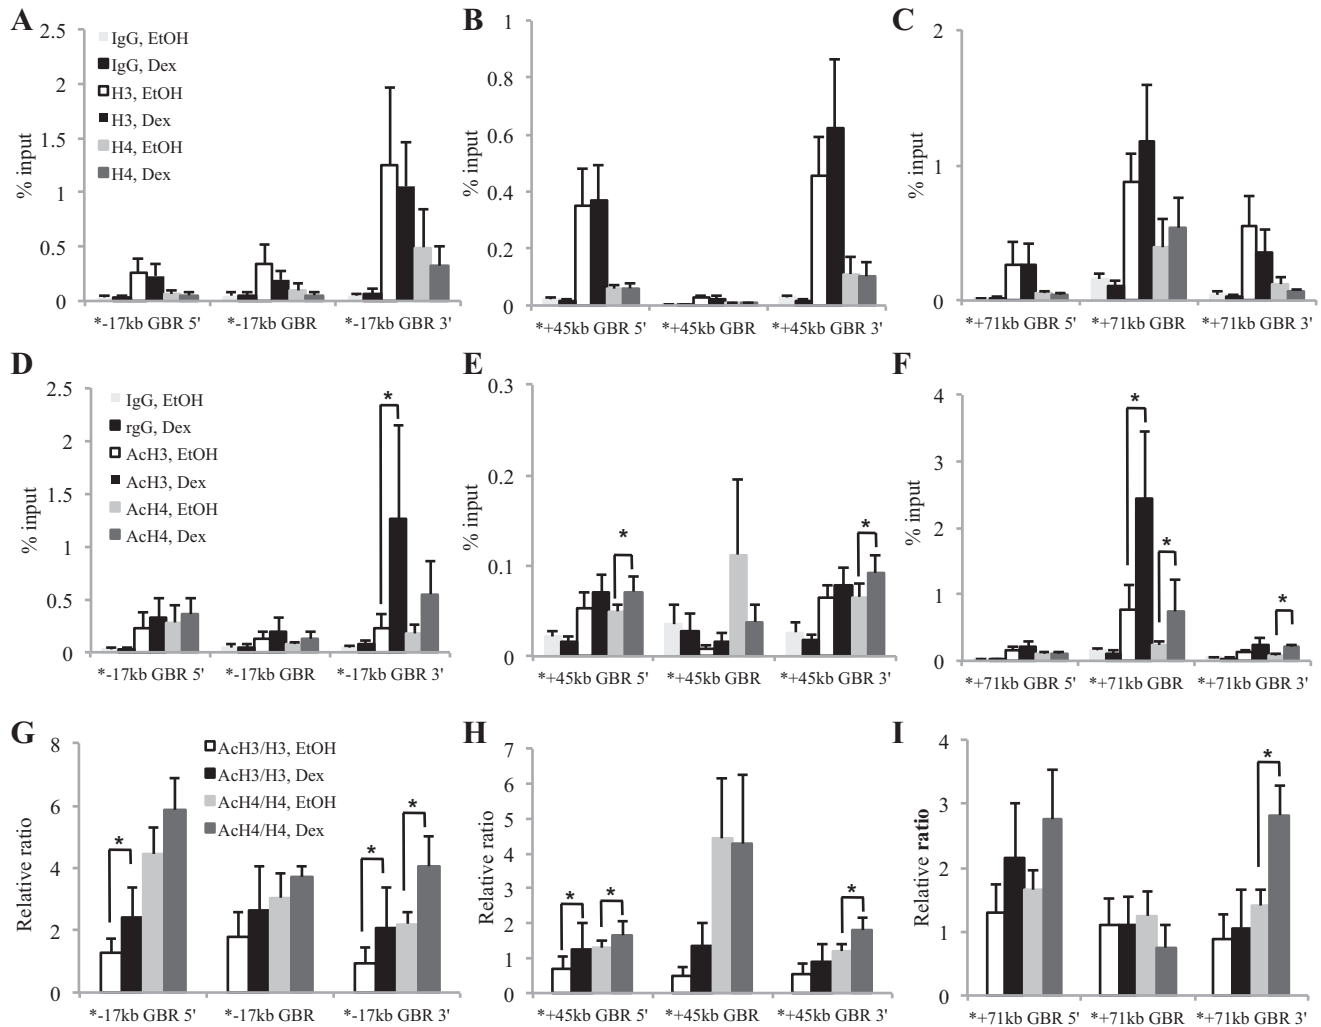 A
2.5
2
1.5
1
0.5
0
% input
IgG, EtOH
IgG, Dex
H3, EtOH
H3, Dex
H4, EtOH
H4, Dex
*-17kb GBR 5' *-17kb GBR *-17kb GBR 3'
B
1
0.8
0.6
0.4
0.2
0
% input
*+45kb GBR 5' *+45kb GBR *+45kb GBR 3'
C
2
1
0
% input
*+71kb GBR 5' *+71kb GBR *+71kb GBR 3'
D
2.5
2
1.5
1
0.5
0
% input
IgG, EtOH
rgG, Dex
AcH3, EtOH
AcH3, Dex
AcH4, EtOH
AcH4, Dex
*
*-17kb GBR 5' *-17kb GBR *-17kb GBR 3'
E
0.3
0.2
0.1
0
% input
* *
*+45kb GBR 5' *+45kb GBR *+45kb GBR 3'
F
4
3
2
1
0
% input
* * *
*+71kb GBR 5' *+71kb GBR *+71kb GBR 3'
G
8
6
4
2
0
Relative ratio
AcH3/H3, EtOH
AcH3/H3, Dex
AcH4/H4, EtOH
AcH4/H4, Dex
* * *
*-17kb GBR 5' *-17kb GBR *-17kb GBR 3'
H
7
6
5
4
3
2
1
0
Relative ratio
* * *
*+45kb GBR 5' *+45kb GBR *+45kb GBR 3'
I
4
3
2
1
0
Relative ratio
*
*+71kb GBR 5' *+71kb GBR *+71kb GBR 3'